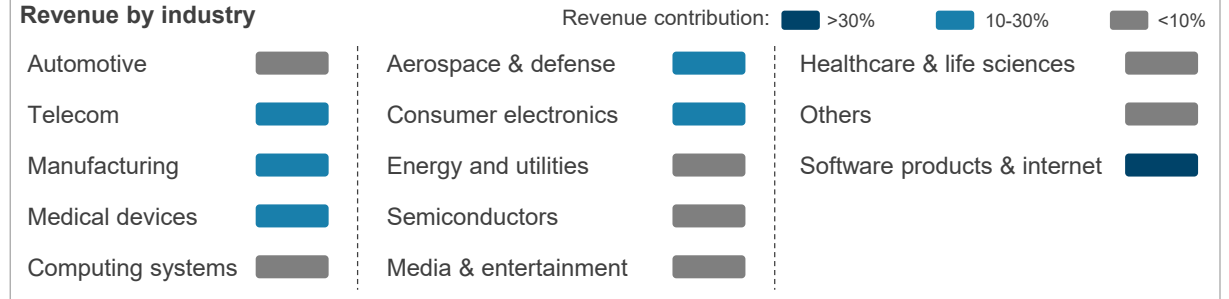 Revenue by industry
Revenue contribution: >30% 10-30% <10%
Automotive
Telecom
Manufacturing
Medical devices
Computing systems
Aerospace & defense
Consumer electronics
Energy and utilities
Semiconductors
Media & entertainment
Healthcare & life sciences
Others
Software products & internet